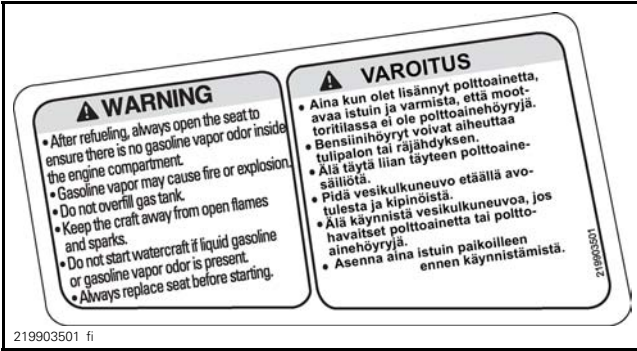 WARNING
• After refueling, always open the seat to
ensure there is no gasoline vapor odor inside
the engine compartment.
• Gasoline vapor may cause fire or explosion.
• Do not overfill gas tank.
• Keep the craft away from open flames
and sparks.
• Do not start watercraft if liquid gasoline
or gasoline vapor odor is present.
• Always replace seat before starting.
VAROITUS
• Aina kun olet lisännyt polttoainetta,
avaa istuin ja varmista, että moot-
toritilassa ei ole polttoainehöyryjä.
• Bensiinihöyryt voivat aiheuttaa
tulipalon tai räjähdyksen.
• Älä täytä liian täyteen polttoaine-
säiliötä.
• Pidä vesikulkuneuvo etäällä avo-
tulesta ja kipinöistä.
• Älä käynnistä vesikulkuneuvoa, jos
havaitset polttoainetta tai poltto-
ainehöyryjä.
• Asenna aina istuin paikoilleen
ennen käynnistämistä.
219903501
219903501 fi